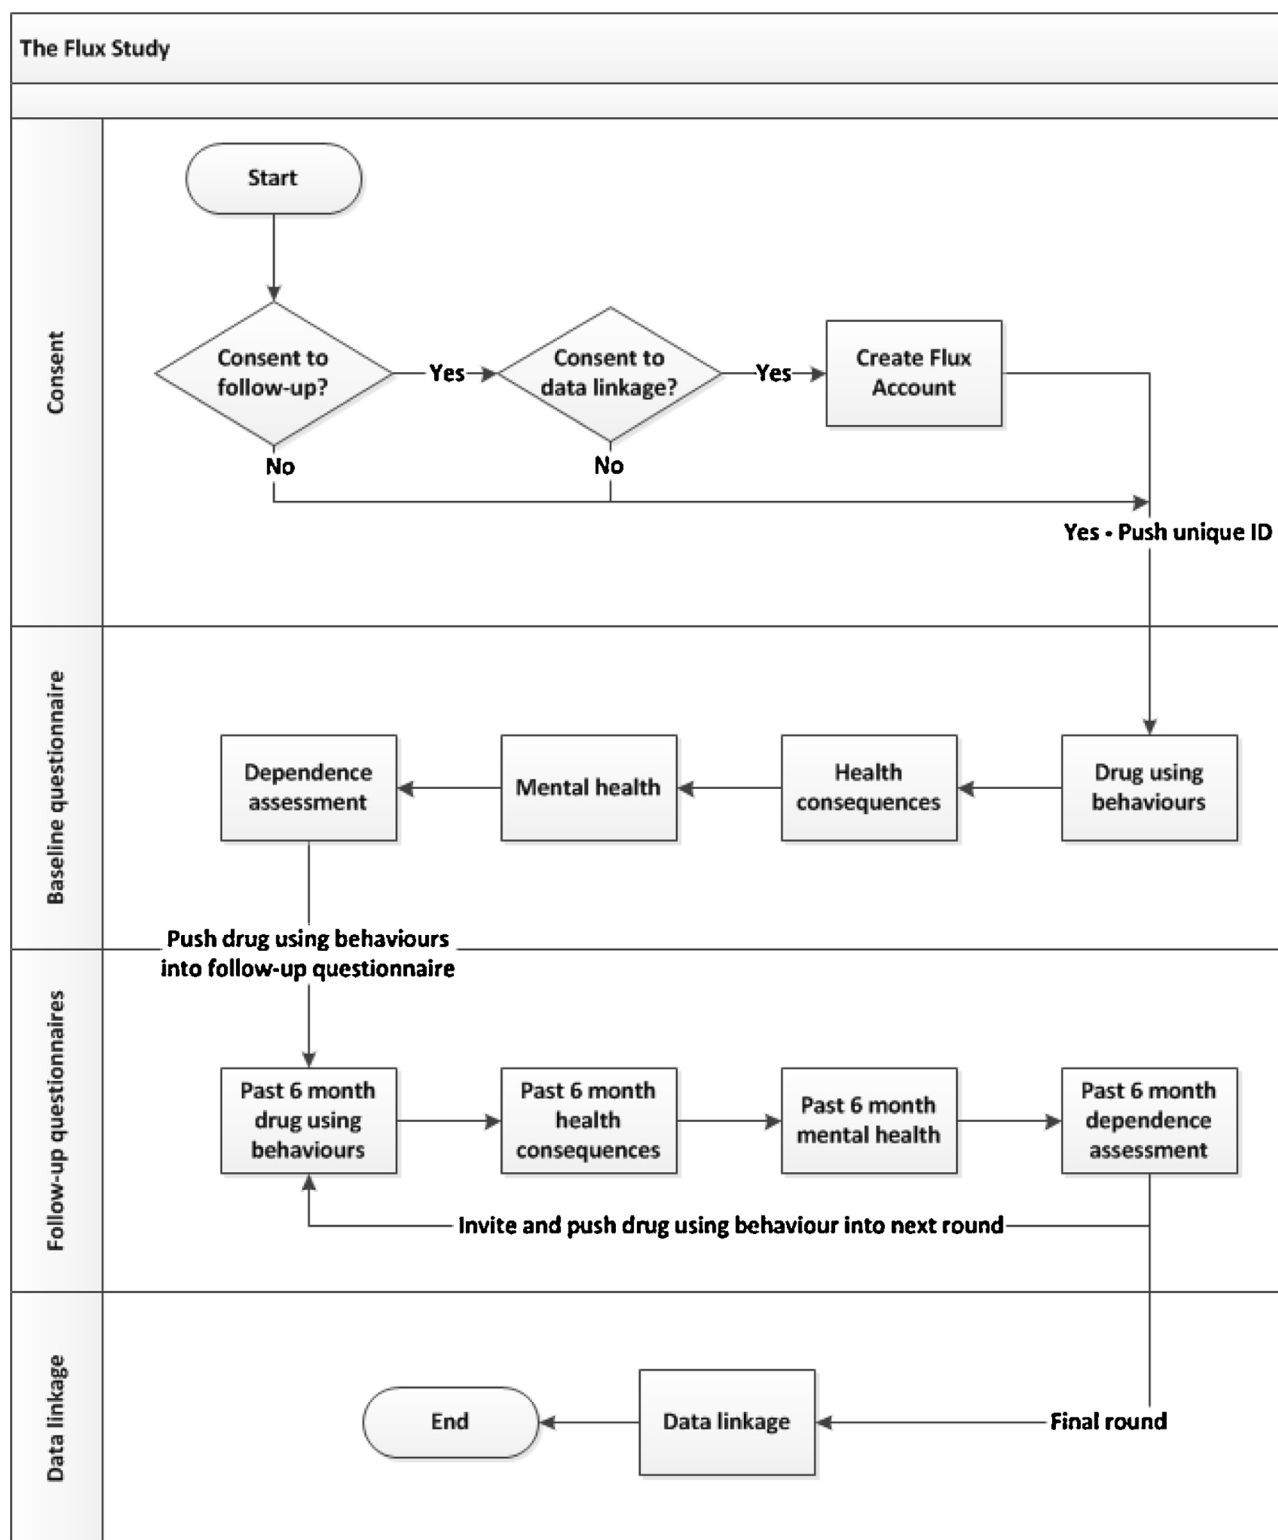 The Flux Study
Consent
Start
Consent to
follow-up?
Yes
Consent to
data linkage?
Yes
Create Flux
Account
No
No
Yes - Push unique ID
Baseline questionnaire
Dependence
assessment
Mental health
Health
consequences
Drug using
behaviours
Push drug using behaviours
into follow-up questionnaire
Follow-up questionnaires
Past 6 month
drug using
behaviours
Past 6 month
health
consequences
Past 6 month
mental health
Past 6 month
dependence
assessment
Invite and push drug using behaviour into next round
Data linkage
End
Data linkage
Final round